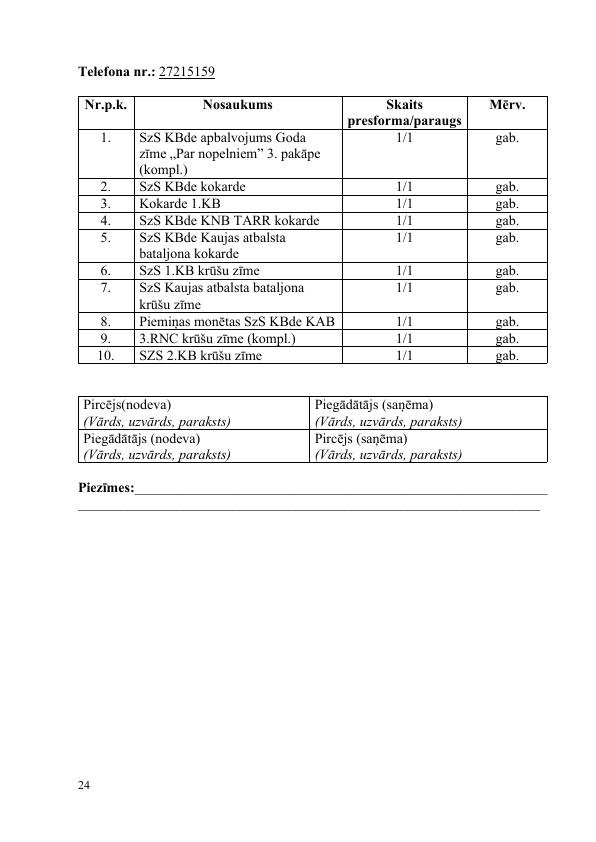 Telefona nr.: 27215159
Nr.p.k. Nosaukums Skaits Mērv.
presforma/paraugs
1. SzS KBde apbalvojums Goda 1/1 gab.
zīme „Par nopelniem” 3. pakāpe
(kompl.)
2. SzS KBde kokarde 1/1 gab.
3. Kokarde 1.KB 1/1 gab.
4. SzS KBde KNB TARR kokarde 1/1 gab.
5. SzS KBde Kaujas atbalsta 1/1 gab.
bataljona kokarde
6. SzS 1.KB krūšu zīme 1/1 gab.
7. SzS Kaujas atbalsta bataljona 1/1 gab.
krūšu zīme
8. Piemiņas monētas SzS KBde KAB 1/1 gab.
9. 3.RNC krūšu zīme (kompl.) 1/1 gab.
10. SZS 2.KB krūšu zīme 1/1 gab.
Pircējs(nodeva) Piegādātājs (saņēma)
(Vārds, uzvārds, paraksts) (Vārds, uzvārds, paraksts)
Piegādātājs (nodeva) Pircējs (saņēma)
(Vārds, uzvārds, paraksts) (Vārds, uzvārds, paraksts)
Piezīmes:___________________________________________________________
__________________________________________________________________
24